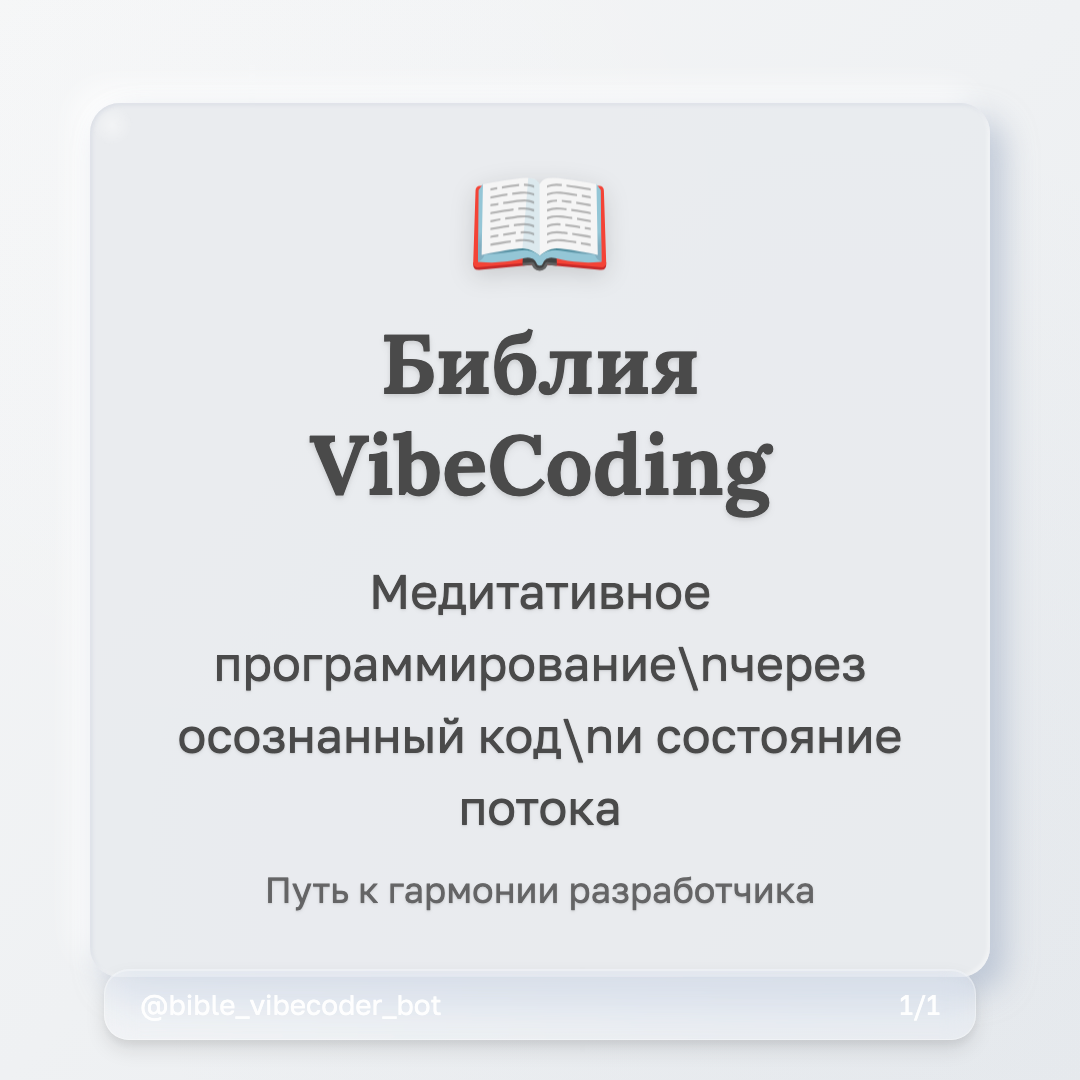 Библия
VibeCoding
Медитативное
программирование\nчерез
осознанный код\nи состояние
потока
Путь к гармонии разработчика
@bible_vibecoder_bot 1/1